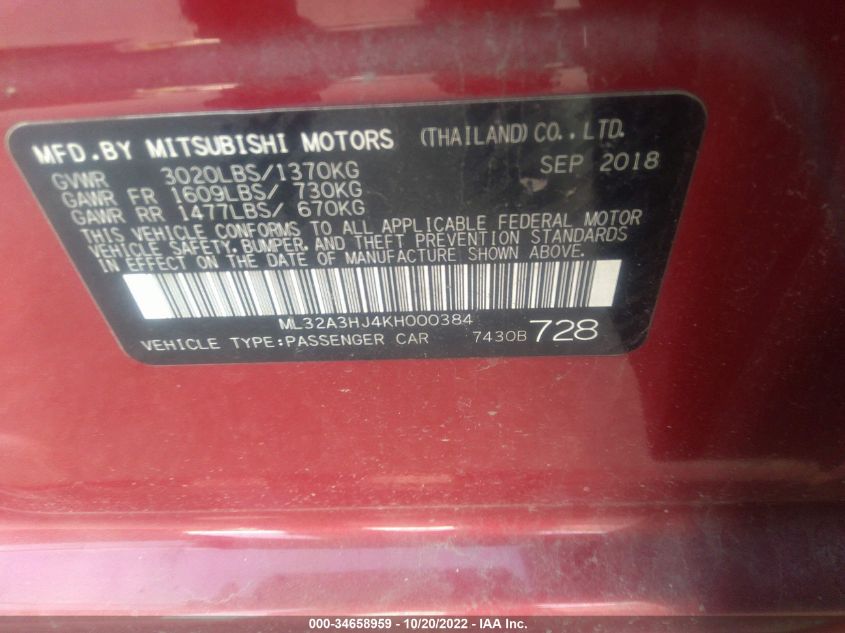 MFD.BY MITSUBISHI MOTORS (THAILAND) CO.,LTD.
GVWR 3020LBS/1370KG SEP 2018
GAWR FR 1609LBS/ 730KG
GAWR RR 1477LBS/ 670KG
THIS VEHICLE CONFORMS TO ALL APPLICABLE FEDERAL MOTOR
VEHICLE SAFETY, BUMPER, AND THEFT PREVENTION STANDARDS
IN EFFECT ON THE DATE OF MANUFACTURE SHOWN ABOVE.
ML32A3HJ4KH000384
VEHICLE TYPE:PASSENGER CAR 7430B 728
000-34658959 - 10/20/2022 - IAA Inc.